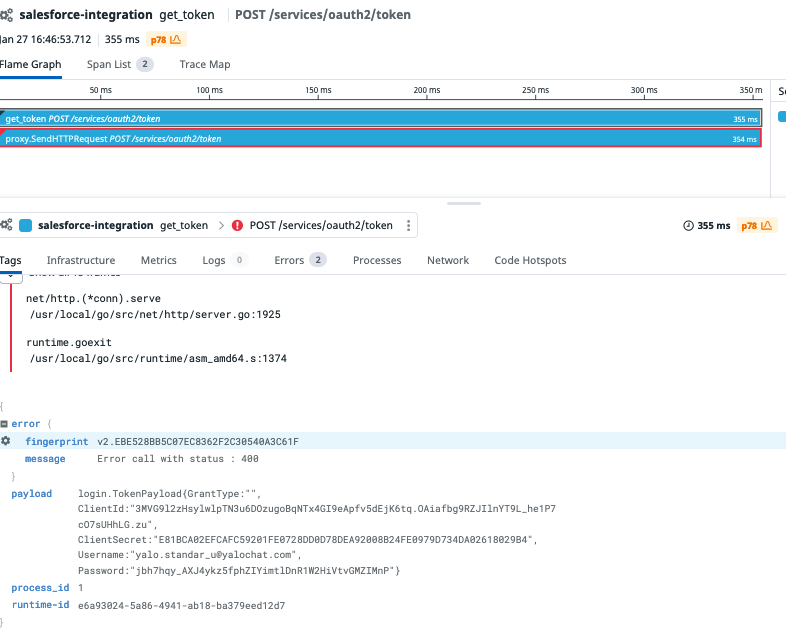 salesforce-integration get_token POST /services/oauth2/token
Jan 27 16:46:53.712 355 ms p78
Flame Graph Span List 2 Trace Map
50 ms 100 ms 150 ms 200 ms 250 ms 300 ms 350 m
get_token POST /services/oauth2/token 355 ms
proxy.SendHTTPRequest POST /services/oauth2/token 354 ms
salesforce-integration get_token > POST /services/oauth2/token 355 ms p78
Tags Infrastructure Metrics Logs 0 Errors 2 Processes Network Code Hotspots
net/http.(*conn).serve
/usr/local/go/src/net/http/server.go:1925
runtime.goexit
/usr/local/go/src/runtime/asm_amd64.s:1374
{
error {
fingerprint v2.EBE528BB5C07EC8362F2C30540A3C61F
message Error call with status : 400
}
payload login.TokenPayload{GrantType:"",
ClientId:"3MVG9l2zHsylwlpTN3u6DOzugoBqNTx4GI9eApfv5dEjK6tq.OAiafbg9RZJIlnYT9L_he1P7
cO7sUHhLG.zu",
ClientSecret:"E81BCA02EFCAFC59201FE0728DD0D78DEA92008B24FE0979D734DA02618029B4",
Username:"yalo.standar_u@yalochat.com",
Password:"jbh7hqy_AXJ4ykz5fphZIYimtlDnR1W2HiVtvGMZIMnP"}
process_id 1
runtime-id e6a93024-5a86-4941-ab18-ba379eed12d7
}